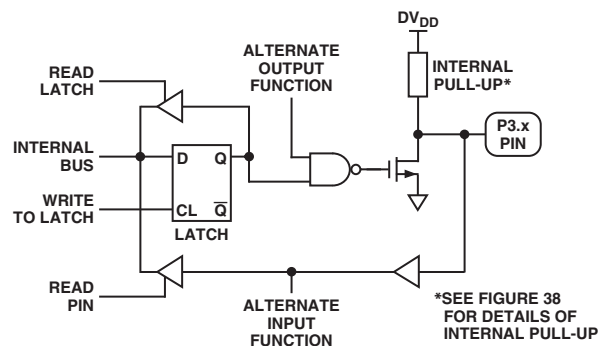 DVDD
ALTERNATE
OUTPUT
FUNCTION
READ
LATCH
INTERNAL
PULL-UP*
P3.x
PIN
INTERNAL
BUS
D
Q
WRITE
TO LATCH
CL
Q̅
LATCH
READ
PIN
ALTERNATE
INPUT
FUNCTION
*SEE FIGURE 38
FOR DETAILS OF
INTERNAL PULL-UP